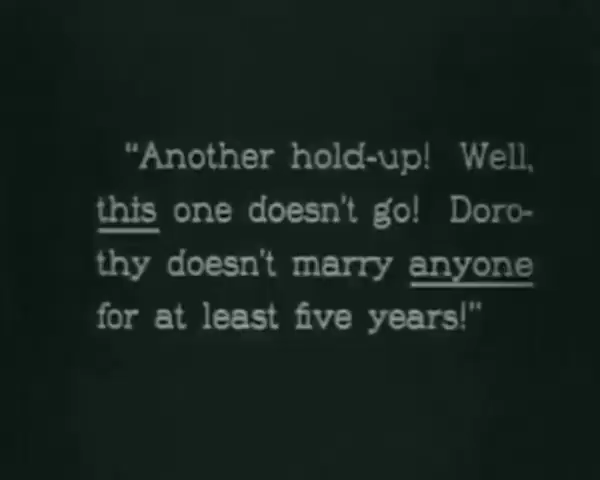 "Another hold-up! Well,
this one doesn't go! Doro-
thy doesn't marry anyone
for at least five years!"